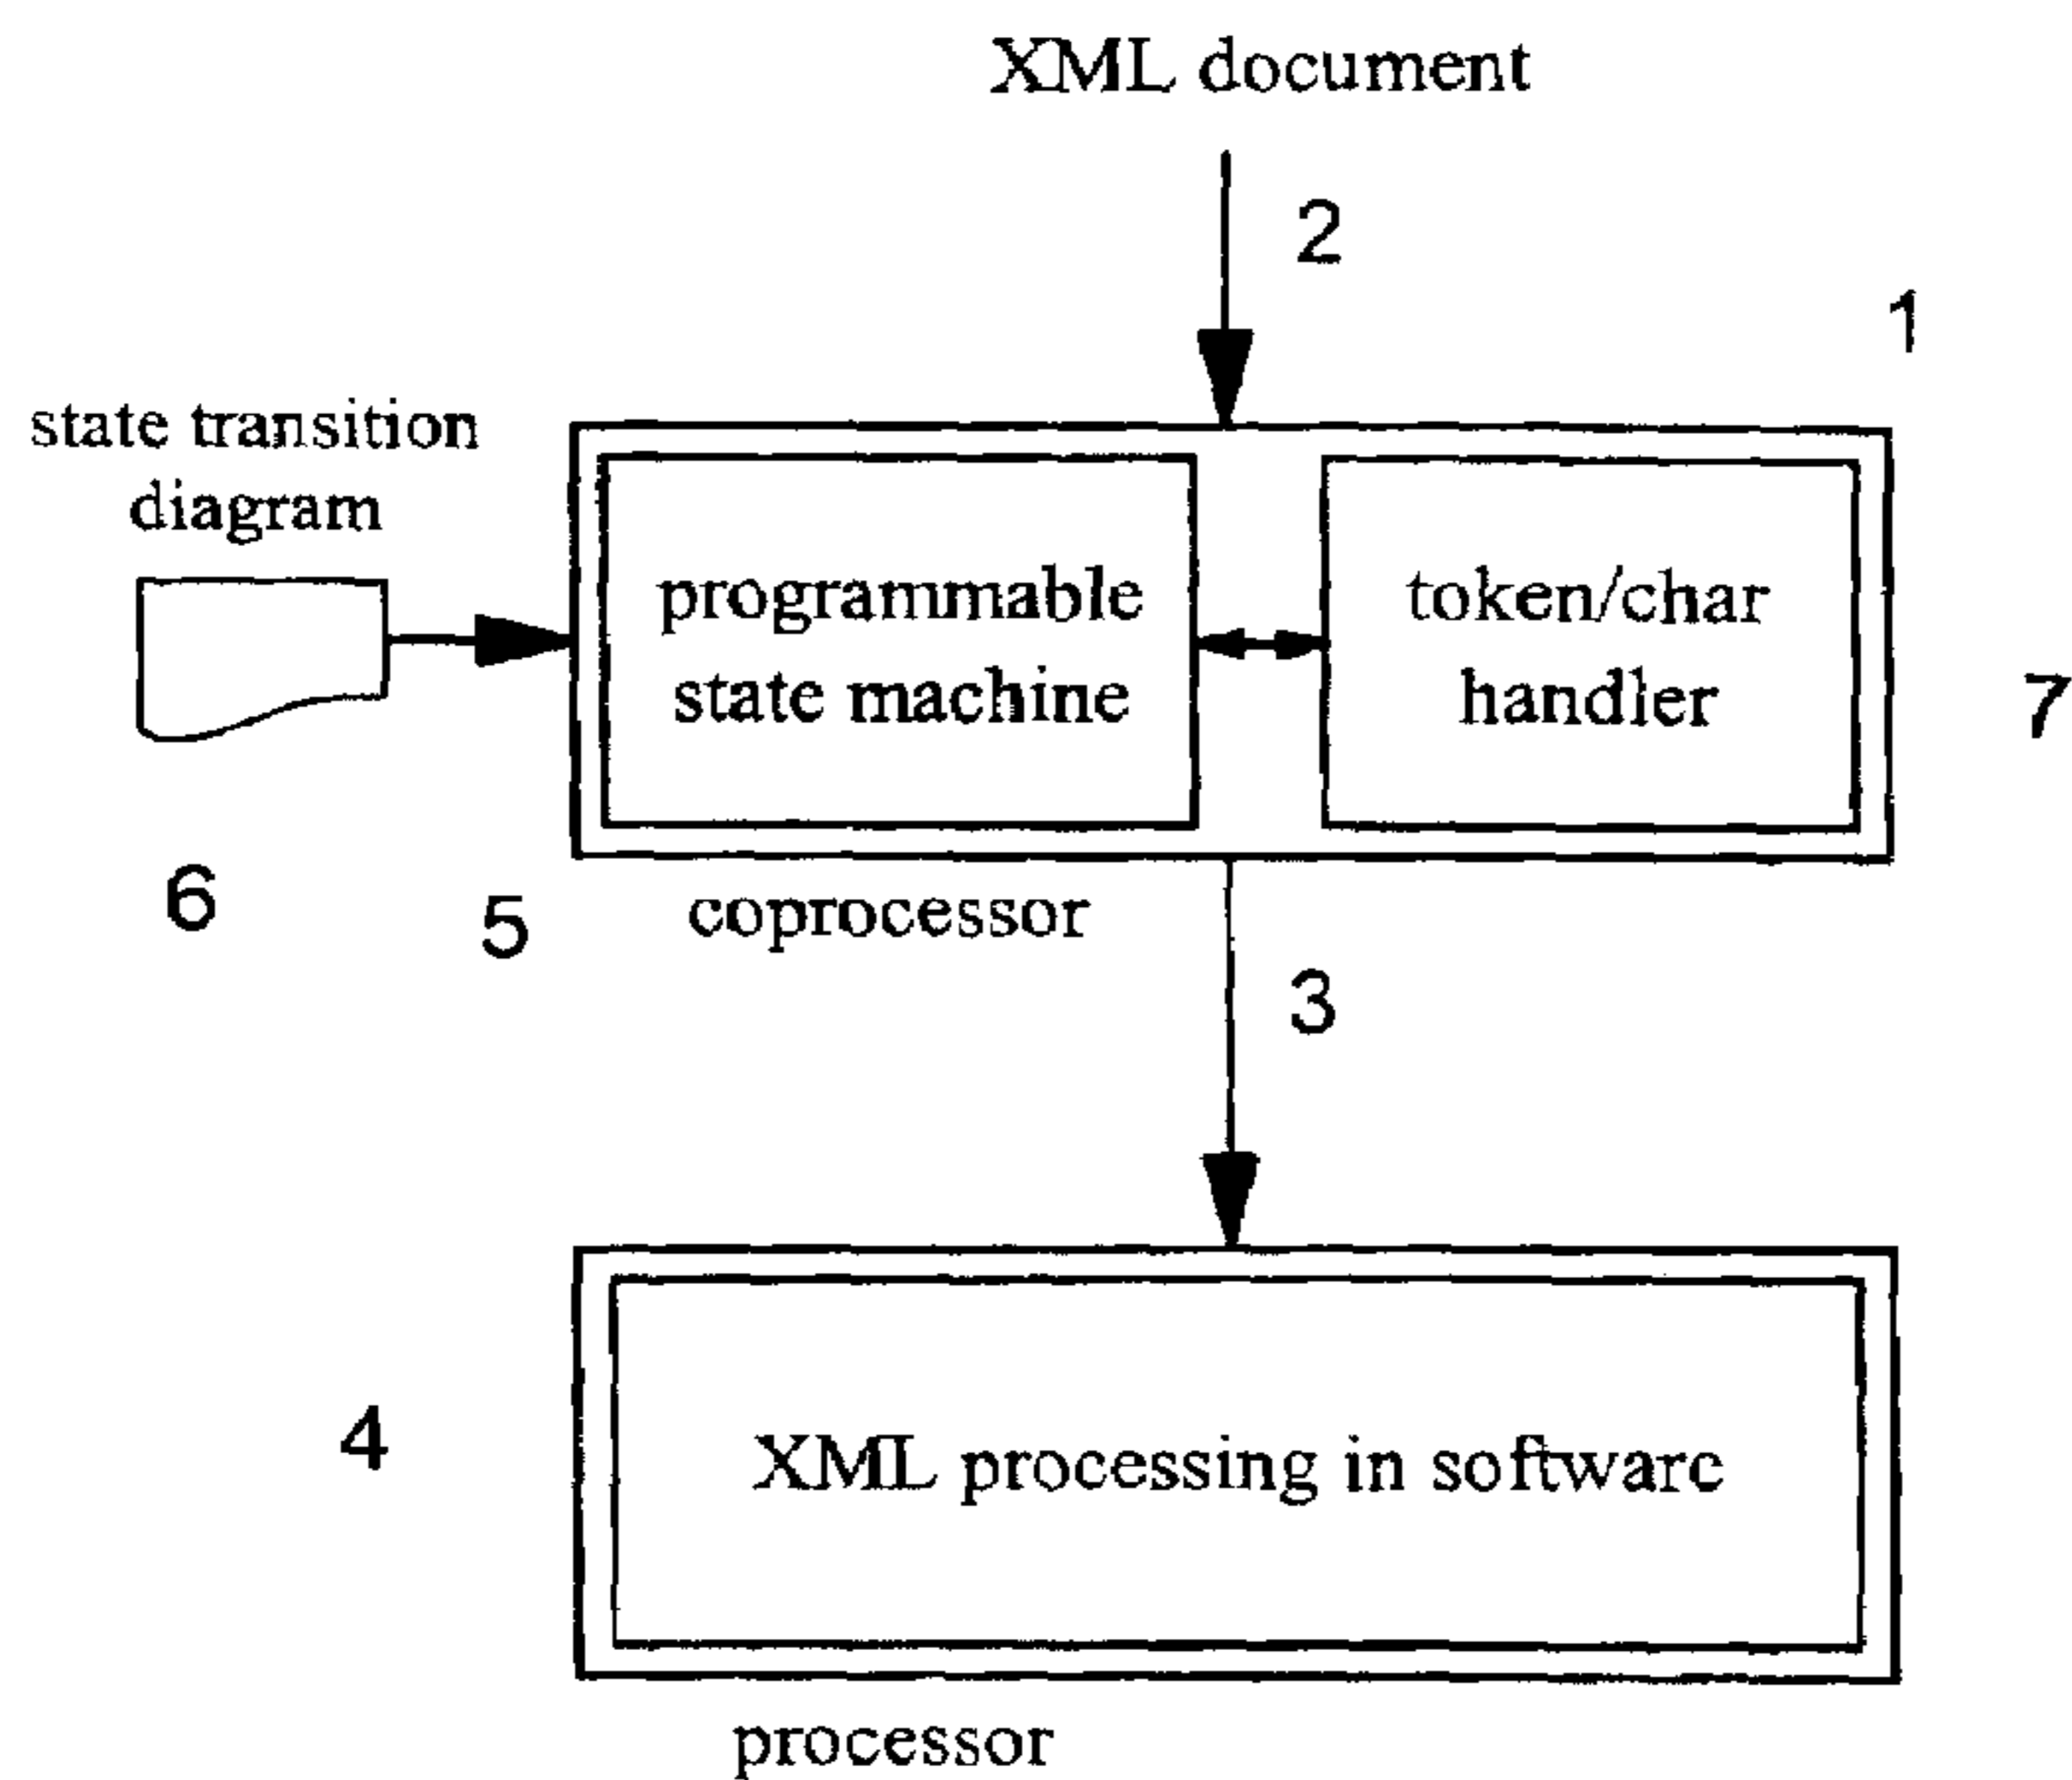 XML document
2
1
state transition
diagram
programmable
state machine
token/char
handler
7
6
5
coprocessor
3
4
XML processing in software
processor